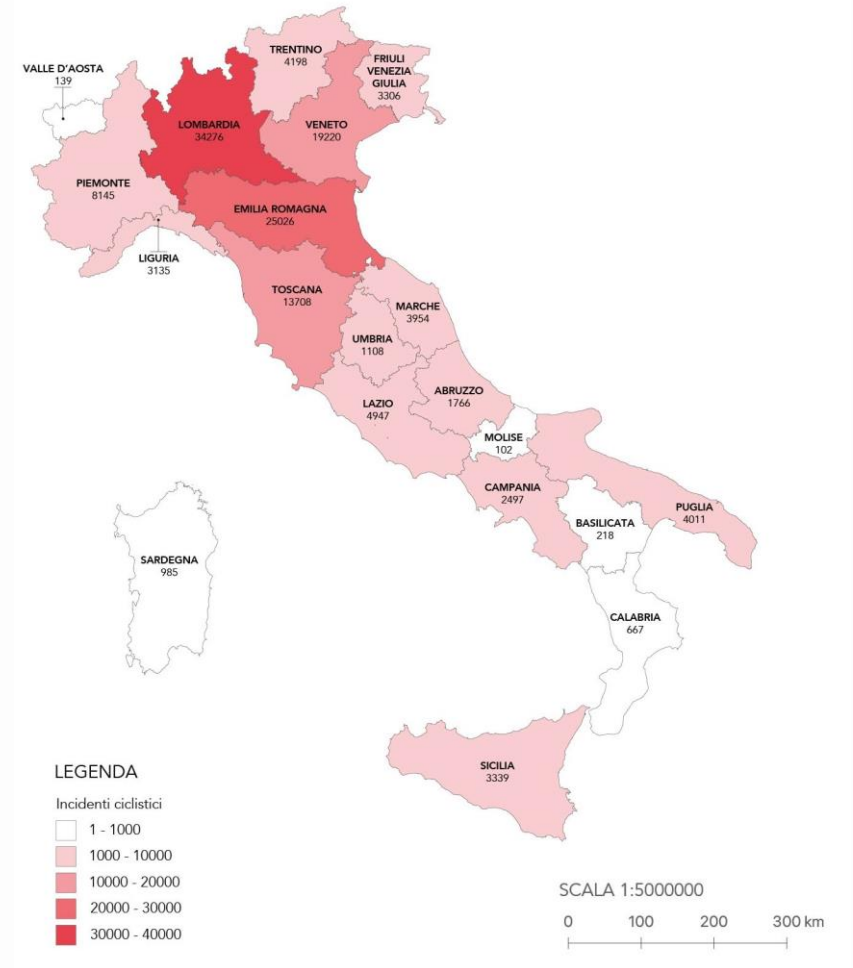 TRENTINO
4198
FRIULI
VENEZIA
GIULIA
3306
VALLE D'AOSTA
139
LOMBARDIA
34276
VENETO
19220
PIEMONTE
8145
EMILIA ROMAGNA
25026
LIGURIA
3135
TOSCANA
13708
MARCHE
3954
UMBRIA
1108
ABRUZZO
1766
LAZIO
4947
MOLISE
102
CAMPANIA
2497
PUGLIA
4011
BASILICATA
218
SARDEGNA
985
CALABRIA
667
SICILIA
3339
LEGENDA
Incidenti ciclistici
1 - 1000
1000 - 10000
10000 - 20000
20000 - 30000
30000 - 40000
SCALA 1:5000000
0 100 200 300 km